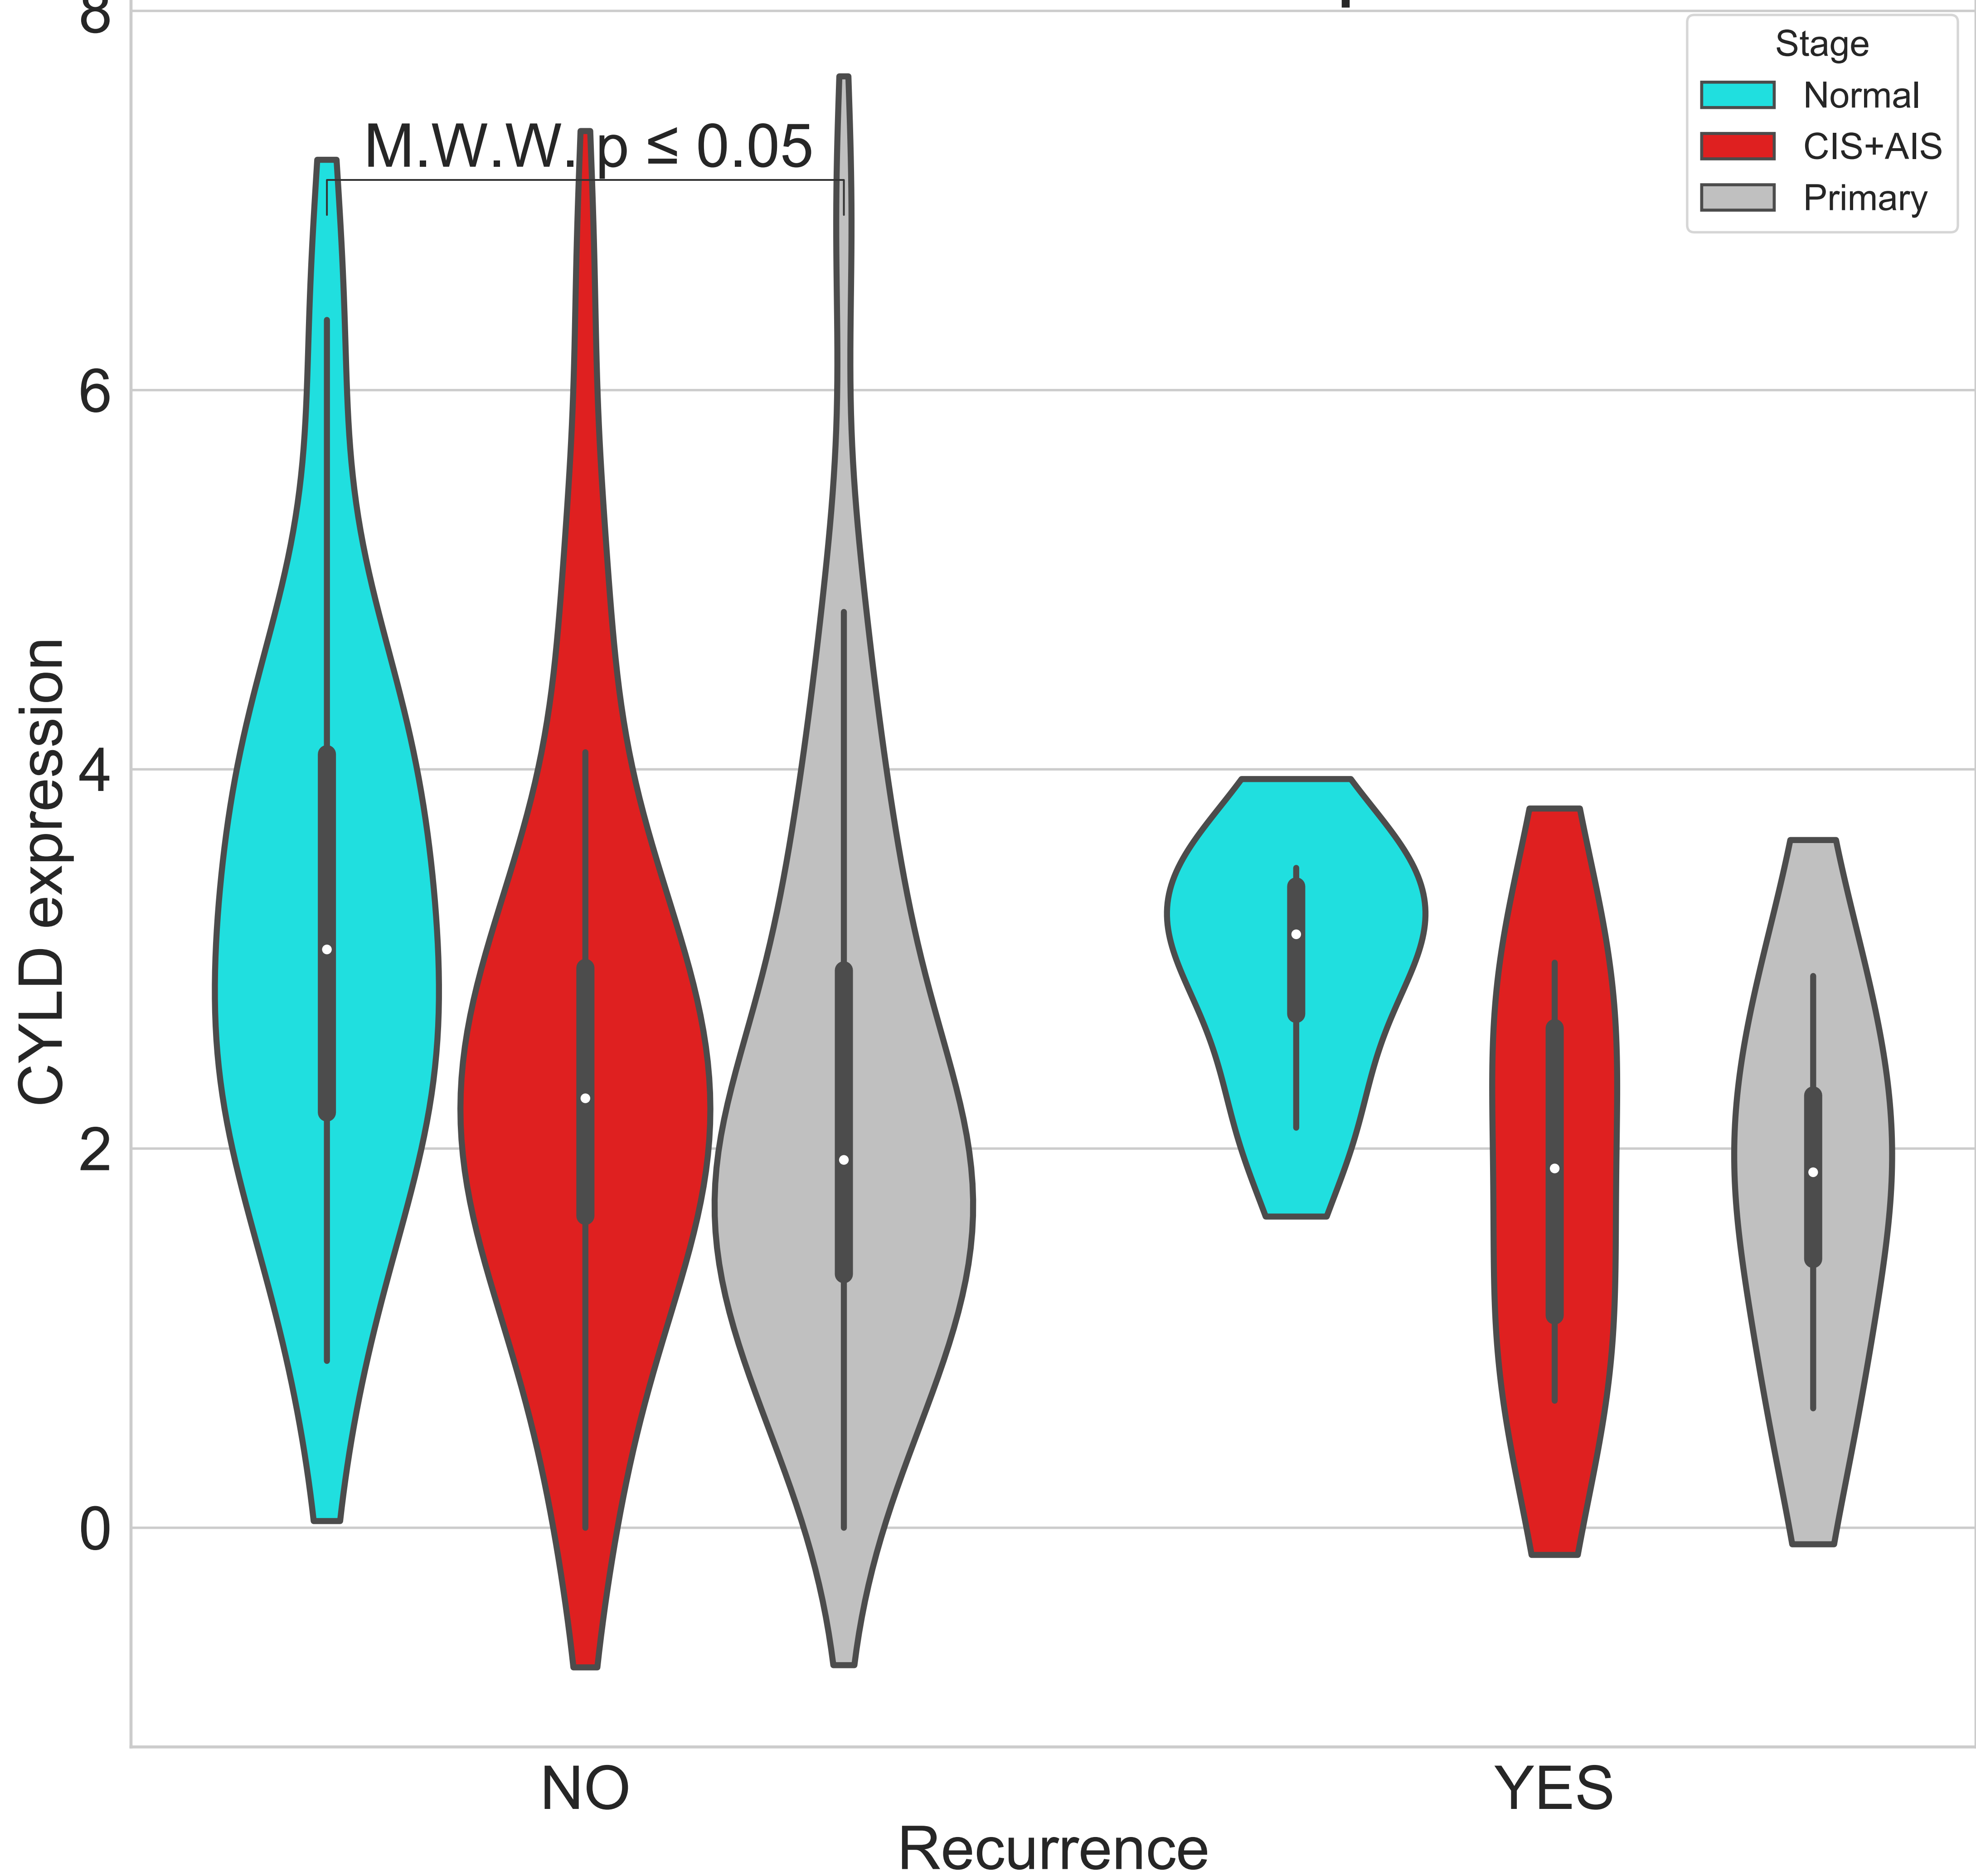 8
Stage
Normal
CIS+AIS
Primary
M.W.W. p ≤ 0.05
6
4
2
0
CYLD expression
NO
YES
Recurrence